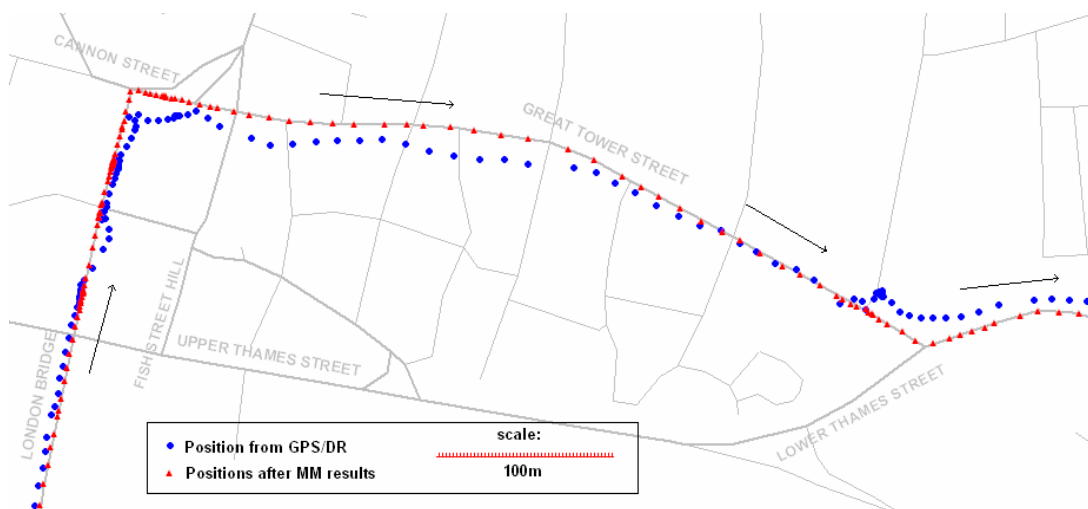 CANNON STREET
GREAT TOWER STREET
FISH STREET HILL
UPPER THAMES STREET
LONDON BRIDGE
LOWER THAMES STREET
scale:
Position from GPS/DR
Positions after MM results
100m